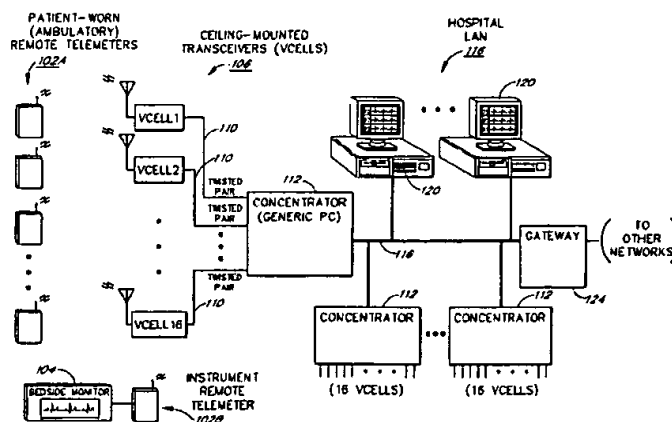 PATIENT-WORN
(AMBULATORY)
REMOTE TELEMETERS
102A
CEILING-MOUNTED
TRANSCEIVERS (VCELLS)
106
HOSPITAL
LAN
116
120
VCELL1
110
VCELL2
110
TWISTED
PAIR
TWISTED
PAIR
TWISTED
PAIR
110
VCELL16
112
CONCENTRATOR
(GENERIC PC)
120
116
GATEWAY
124
TO
OTHER
NETWORKS
112
CONCENTRATOR
(16 VCELLS)
112
CONCENTRATOR
(16 VCELLS)
104
BEDSIDE MONITOR
INSTRUMENT
REMOTE
TELEMETER
102B